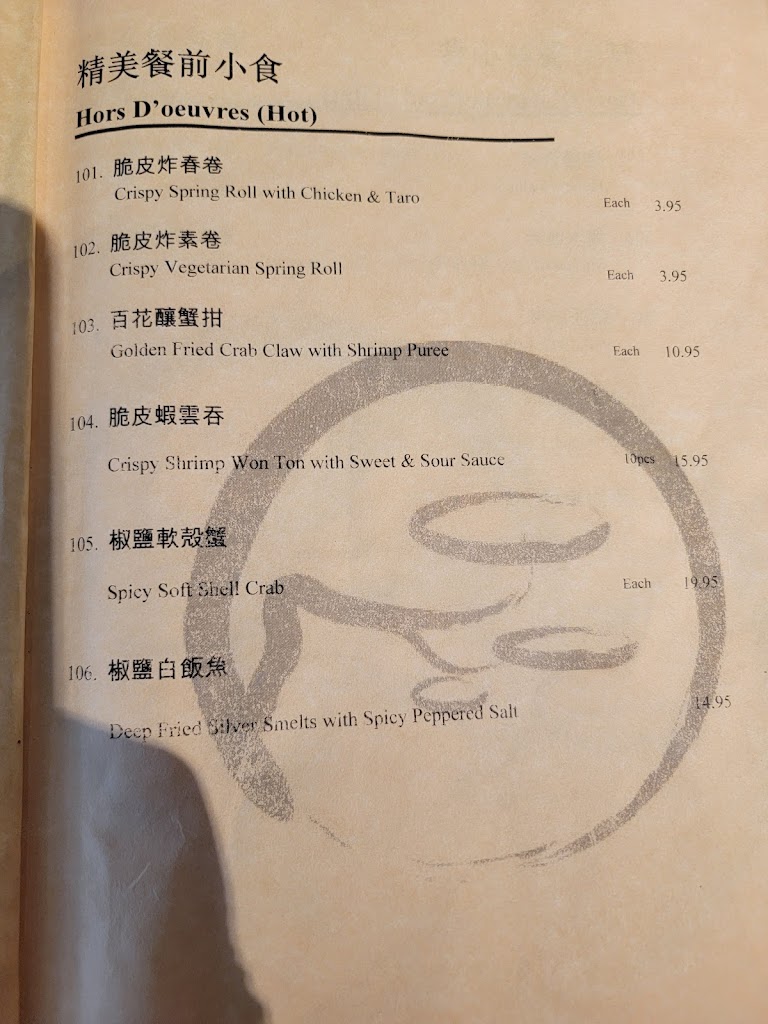 精美餐前小食
Hors D'oeuvres (Hot)
101. 脆皮炸春卷
Crispy Spring Roll with Chicken & Taro Each 3.95
102. 脆皮炸素卷
Crispy Vegetarian Spring Roll Each 3.95
103. 百花釀蟹拑
Golden Fried Crab Claw with Shrimp Puree Each 10.95
104. 脆皮蝦雲吞
Crispy Shrimp Won Ton with Sweet & Sour Sauce 10pcs 15.95
105. 椒鹽軟殼蟹
Spicy Soft Shell Crab Each 19.95
106. 椒鹽白飯魚
Deep Fried Silver Smelts with Spicy Peppered Salt 14.95